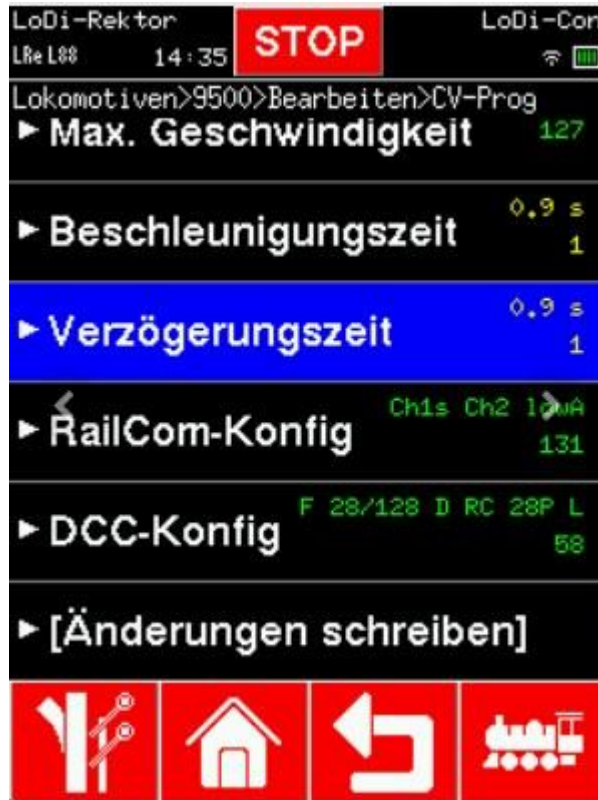 LoDi-Rektor LoDi-Con
LRe L88 14:35 STOP
Lokomotiven>9500>Bearbeiten>CV-Prog
Max. Geschwindigkeit 127
Beschleunigungszeit 0.9 s
1
Verzögerungszeit 0.9 s
1
RailCom-Konfig Ch1s Ch2 lowA
131
DCC-Konfig F 28/128 D RC 28P L
58
[Änderungen schreiben]